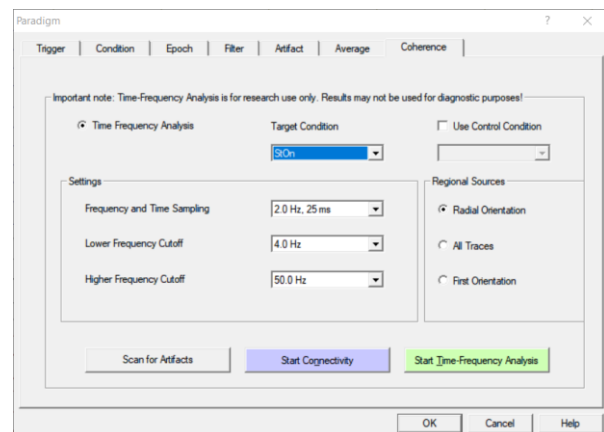 Paradigm
?
Trigger
Condition
Epoch
Filter
Artifact
Average
Coherence
Important note: Time-Frequency Analysis is for research use only. Results may not be used for diagnostic purposes!
Time Frequency Analysis
Target Condition
Use Control Condition
StOn
Settings
Regional Sources
Frequency and Time Sampling
2.0 Hz, 25 ms
Radial Orientation
Lower Frequency Cutoff
4.0 Hz
All Traces
Higher Frequency Cutoff
50.0 Hz
First Orientation
Scan for Artifacts
Start Connectivity
Start Time-Frequency Analysis
OK
Cancel
Help